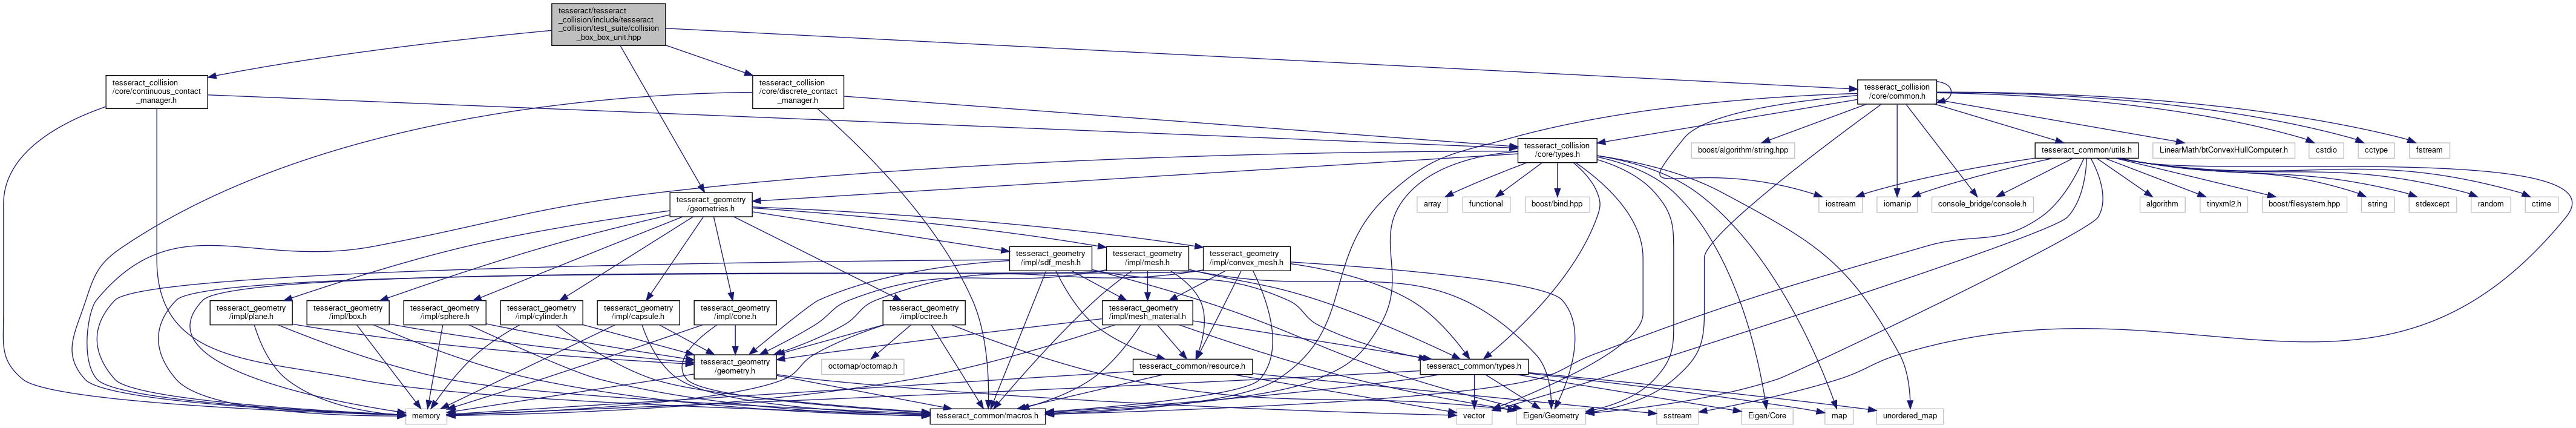 tesseract/tesseract
_collision/include/tesseract
_collision/test_suite/collision
_box_box_unit.hpp
tesseract_collision
/core/continuous_contact
_manager.h
tesseract_collision
/core/discrete_contact
_manager.h
tesseract_collision
/core/common.h
tesseract_collision
/core/types.h
boost/algorithm/string.hpp
tesseract_common/utils.h
LinearMath/btConvexHullComputer.h
cstdio
cctype
fstream
tesseract_geometry
/geometries.h
array
functional
boost/bind.hpp
iostream
iomanip
console_bridge/console.h
algorithm
tinyxml2.h
boost/filesystem.hpp
string
stdexcept
random
ctime
tesseract_geometry
/impl/sdf_mesh.h
tesseract_geometry
/impl/mesh.h
tesseract_geometry
/impl/convex_mesh.h
tesseract_geometry
/impl/plane.h
tesseract_geometry
/impl/box.h
tesseract_geometry
/impl/sphere.h
tesseract_geometry
/impl/cylinder.h
tesseract_geometry
/impl/capsule.h
tesseract_geometry
/impl/cone.h
tesseract_geometry
/impl/octree.h
tesseract_geometry
/impl/mesh_material.h
tesseract_geometry
/geometry.h
octomap/octomap.h
tesseract_common/resource.h
tesseract_common/types.h
memory
tesseract_common/macros.h
vector
Eigen/Geometry
sstream
Eigen/Core
map
unordered_map